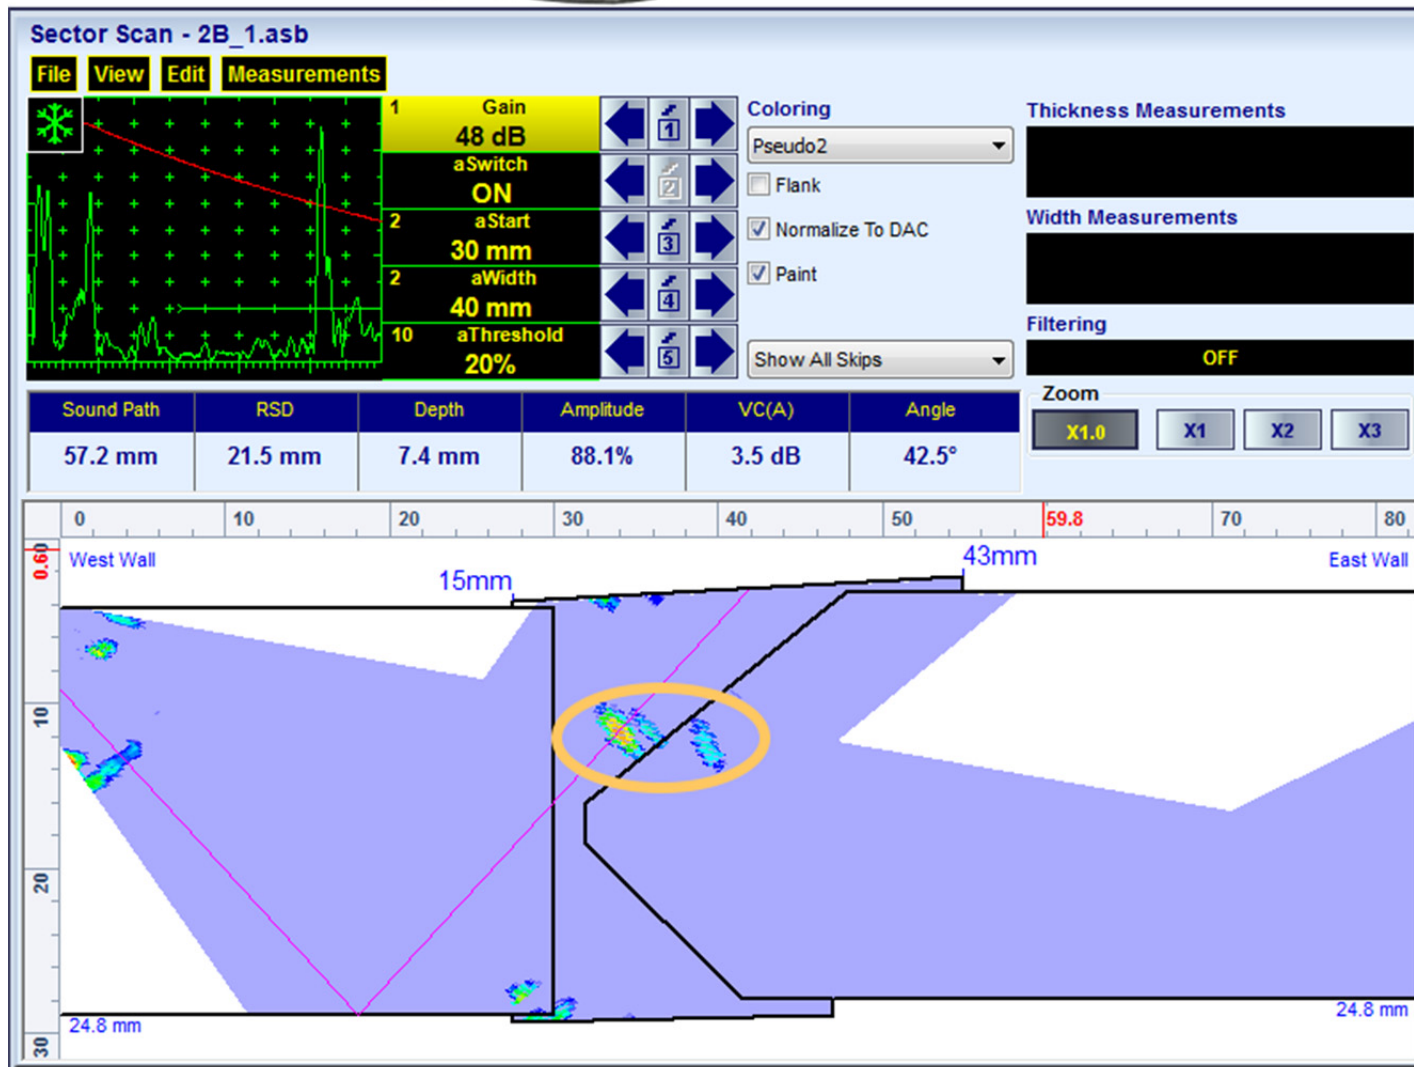 Sector Scan - 2B_1.asb
File View Edit Measurements
1 Gain
48 dB
aSwitch
ON
2 aStart
30 mm
2 aWidth
40 mm
10 aThreshold
20%
1
2
3
4
5
Coloring
Pseudo2
Flank
Normalize To DAC
Paint
Show All Skips
Thickness Measurements
Width Measurements
Filtering
OFF
Zoom
X1.0 X1 X2 X3
Sound Path RSD Depth Amplitude VC(A) Angle
57.2 mm 21.5 mm 7.4 mm 88.1% 3.5 dB 42.5°
0 10 20 30 40 50 59.8 70 80
0.60
10
20
30
West Wall
15mm
43mm
East Wall
24.8 mm
24.8 mm